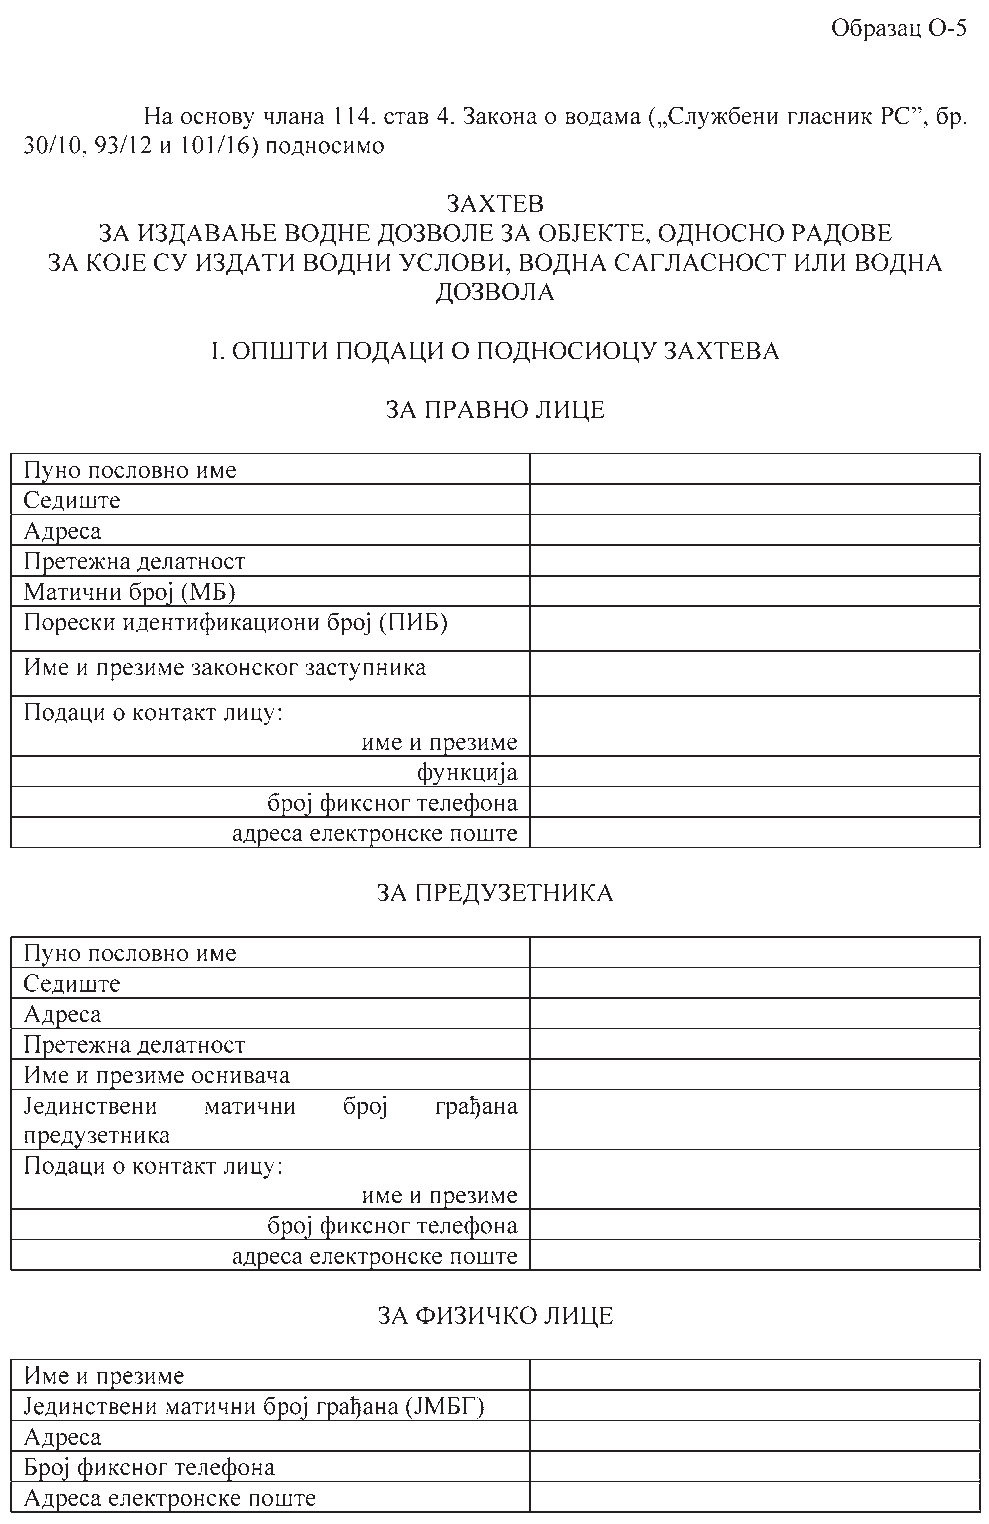 Образац О-5
На основу члана 114. став 4. Закона о водама („Службени гласник РС”, бр.
30/10, 93/12 и 101/16) подносимо
ЗАХТЕВ
ЗА ИЗДАВАЊЕ ВОДНЕ ДОЗВОЛЕ ЗА ОБЈЕКТЕ, ОДНОСНО РАДОВЕ
ЗА КОЈЕ СУ ИЗДАТИ ВОДНИ УСЛОВИ, ВОДНА САГЛАСНОСТ ИЛИ ВОДНА
ДОЗВОЛА
I. ОПШТИ ПОДАЦИ О ПОДНОСИОЦУ ЗАХТЕВА
ЗА ПРАВНО ЛИЦЕ
Пуно пословно име
Седиште
Адреса
Претежна делатност
Матични број (МБ)
Порески идентификациони број (ПИБ)
Име и презиме законског заступника
Подаци о контакт лицу:
име и презиме
функција
број фиксног телефона
адреса електронске поште
ЗА ПРЕДУЗЕТНИКА
Пуно пословно име
Седиште
Адреса
Претежна делатност
Име и презиме оснивача
Јединствени матични број грађана
предузетника
Подаци о контакт лицу:
име и презиме
број фиксног телефона
адреса електронске поште
ЗА ФИЗИЧКО ЛИЦЕ
Име и презиме
Јединствени матични број грађана (ЈМБГ)
Адреса
Број фиксног телефона
Адреса електронске поште